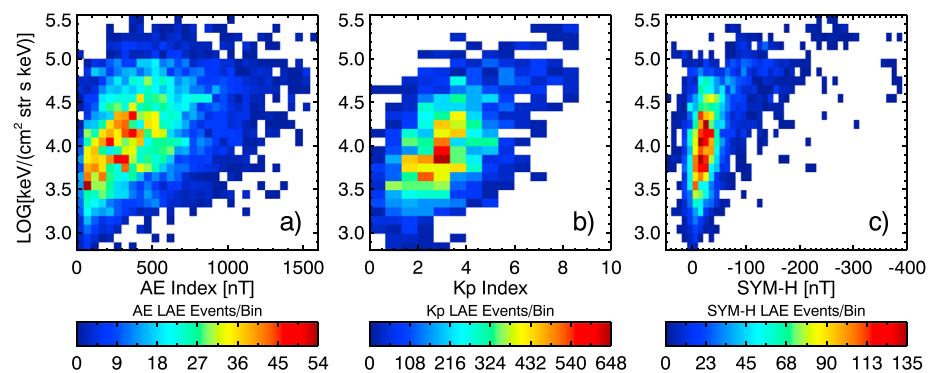 LOG[keV/(cm² str s keV)]
5.5
5.0
4.5
4.0
3.5
3.0
a)
0 500 1000 1500
AE Index [nT]
AE LAE Events/Bin
0 9 18 27 36 45 54
5.5
5.0
4.5
4.0
3.5
3.0
b)
0 2 4 6 8 10
Kp Index
Kp LAE Events/Bin
0 108 216 324 432 540 648
5.5
5.0
4.5
4.0
3.5
3.0
c)
0 -100 -200 -300 -400
SYM-H [nT]
SYM-H LAE Events/Bin
0 23 45 68 90 113 135